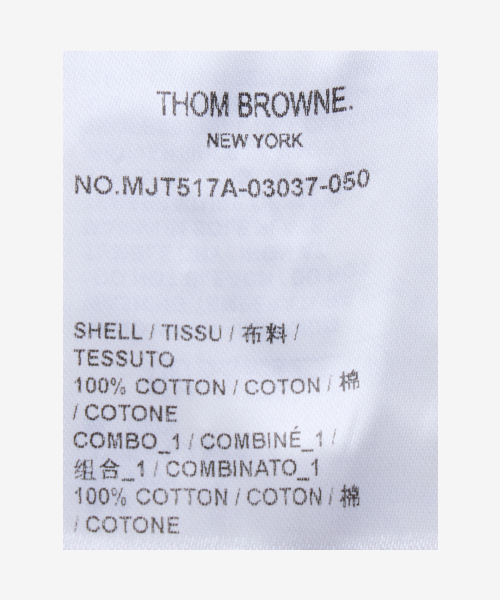 THOM BROWNE.
NEW YORK
NO.MJT517A-03037-050
SHELL / TISSU / 布料 /
TESSUTO
100% COTTON / COTON / 棉
/ COTONE
COMBO_1 / COMBINÉ_1 /
组合_1 / COMBINATO_1
100% COTTON / COTON / 棉
/ COTONE